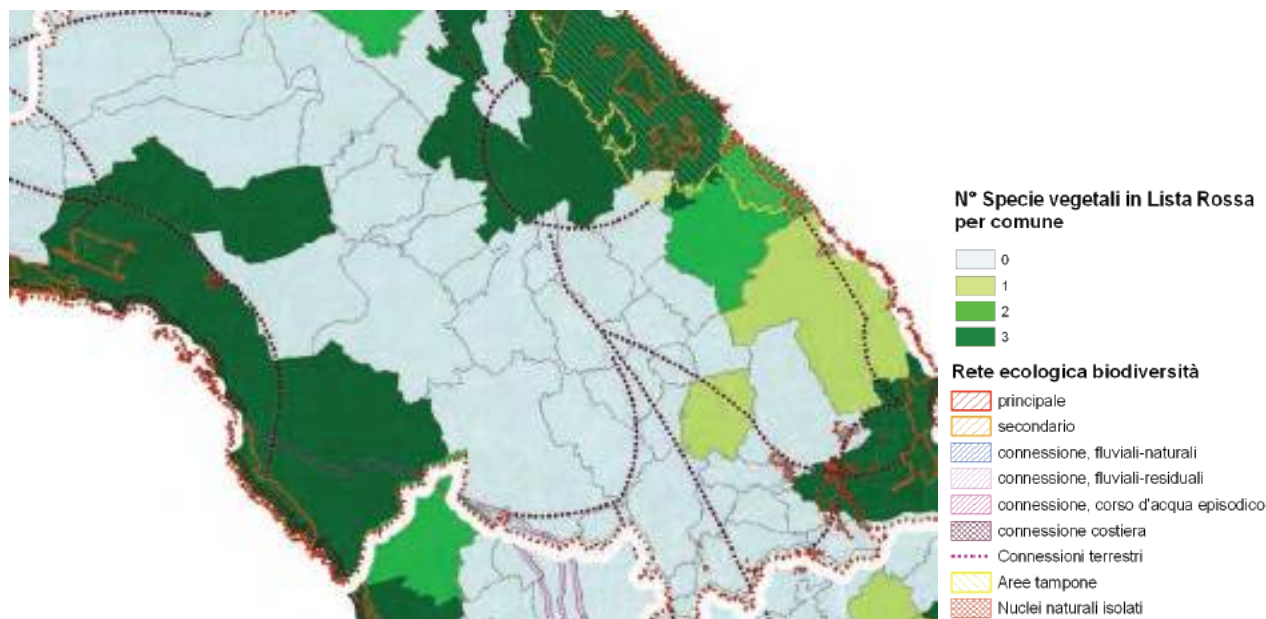 N° Specie vegetali in Lista Rossa
per comune
0
1
2
3
Rete ecologica biodiversità
principale
secondario
connessione, fluviali-naturali
connessione, fluviali-residuali
connessione, corso d'acqua episodico
connessione costiera
Connessioni terrestri
Aree tampone
Nuclei naturali isolati